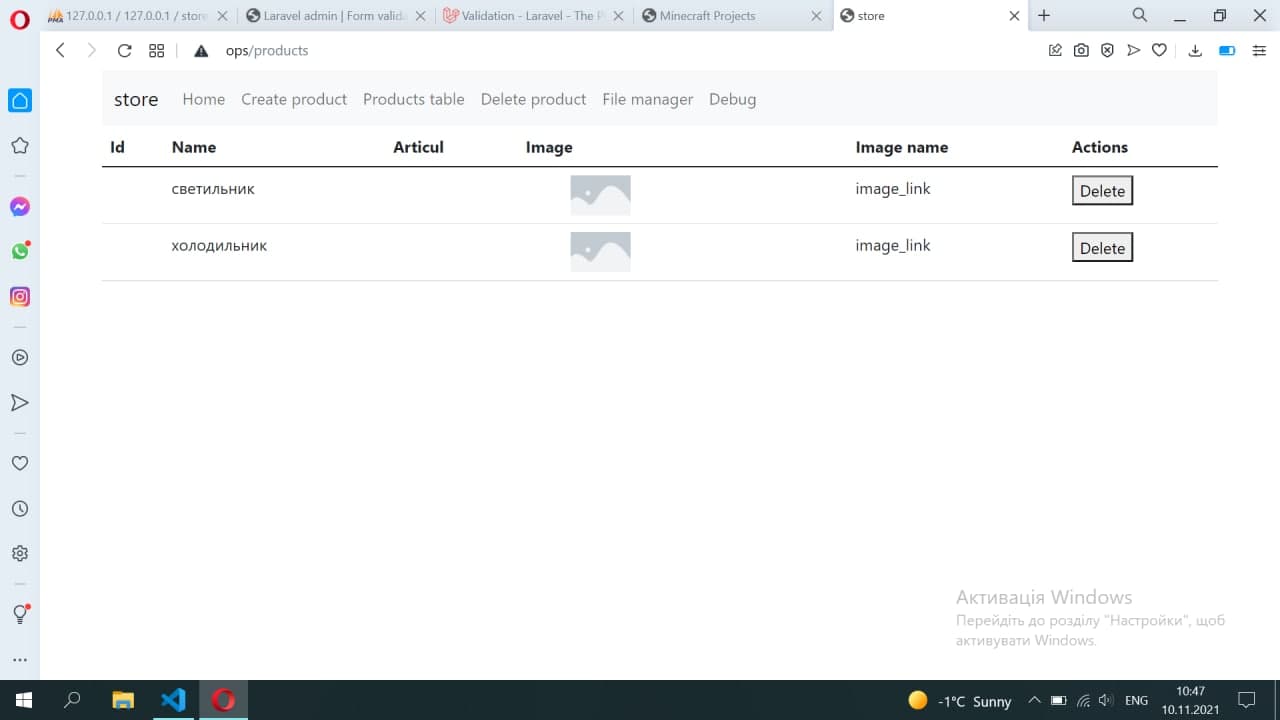 127.0.0.1 / 127.0.0.1 / store
Laravel admin | Form valida
Validation - Laravel - The P
Minecraft Projects
store
ops/products
store Home Create product Products table Delete product File manager Debug
Id Name Articul Image Image name Actions
светильник image_link Delete
холодильник image_link Delete
Активація Windows
Перейдіть до розділу "Настройки", щоб
активувати Windows.
-1°C Sunny
ENG
10:47
10.11.2021